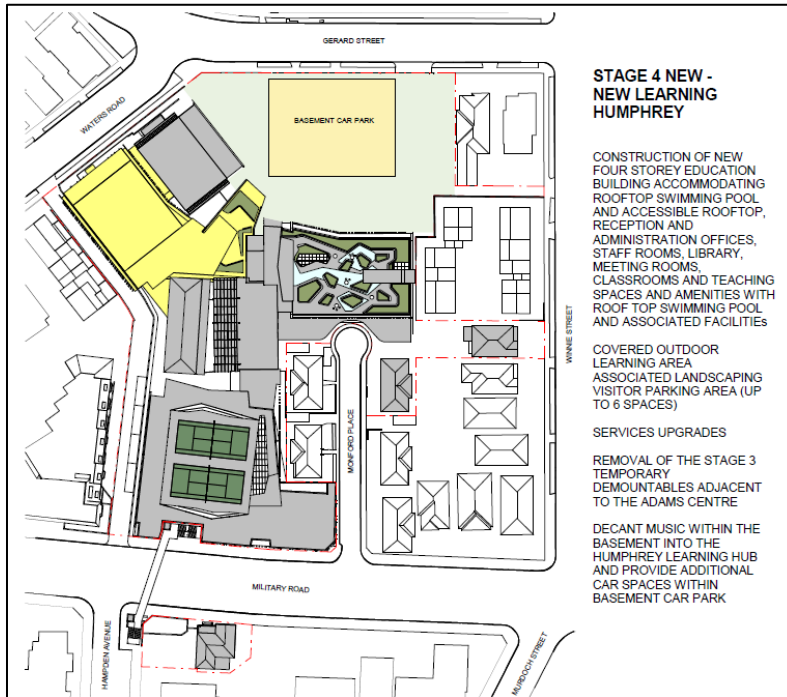 GERARD STREET
WATERS ROAD
BASEMENT CAR PARK
WINNIE STREET
MONFORD PLACE
MILITARY ROAD
HAMPDEN AVENUE
MURDOCH STREET
STAGE 4 NEW -
NEW LEARNING
HUMPHREY
CONSTRUCTION OF NEW
FOUR STOREY EDUCATION
BUILDING ACCOMMODATING
ROOFTOP SWIMMING POOL
AND ACCESSIBLE ROOFTOP,
RECEPTION AND
ADMINISTRATION OFFICES,
STAFF ROOMS, LIBRARY,
MEETING ROOMS,
CLASSROOMS AND TEACHING
SPACES AND AMENITIES WITH
ROOF TOP SWIMMING POOL
AND ASSOCIATED FACILITIEs
COVERED OUTDOOR
LEARNING AREA
ASSOCIATED LANDSCAPING
VISITOR PARKING AREA (UP
TO 6 SPACES)
SERVICES UPGRADES
REMOVAL OF THE STAGE 3
TEMPORARY
DEMOUNTABLES ADJACENT
TO THE ADAMS CENTRE
DECANT MUSIC WITHIN THE
BASEMENT INTO THE
HUMPHREY LEARNING HUB
AND PROVIDE ADDITIONAL
CAR SPACES WITHIN
BASEMENT CAR PARK